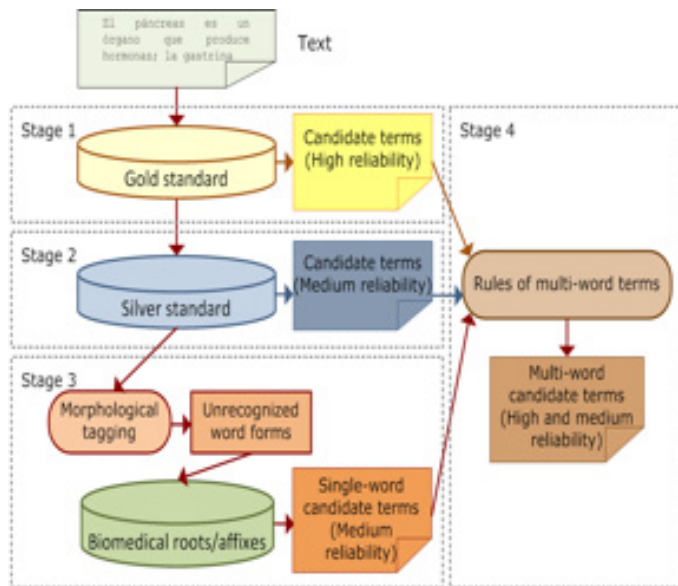 El páncreas es un
órgano que produce
hormonas; la gastrina
Text
Stage 1
Gold standard
Candidate terms
(High reliability)
Stage 2
Silver standard
Candidate terms
(Medium reliability)
Stage 3
Morphological
tagging
Unrecognized
word forms
Biomedical roots/affixes
Single-word
candidate terms
(Medium
reliability)
Stage 4
Rules of multi-word terms
Multi-word
candidate terms
(High and medium
reliability)